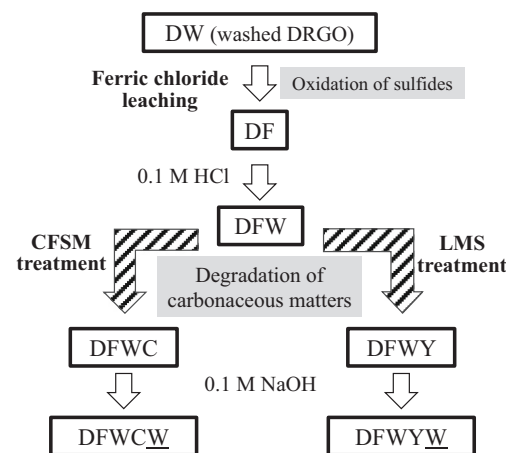 DW (washed DRGO)
Ferric chloride
leaching
Oxidation of sulfides
DF
0.1 M HCl
DFW
CFSM
treatment
LMS
treatment
Degradation of
carbonaceous matters
DFWC
DFWY
0.1 M NaOH
DFWCW
DFWYW